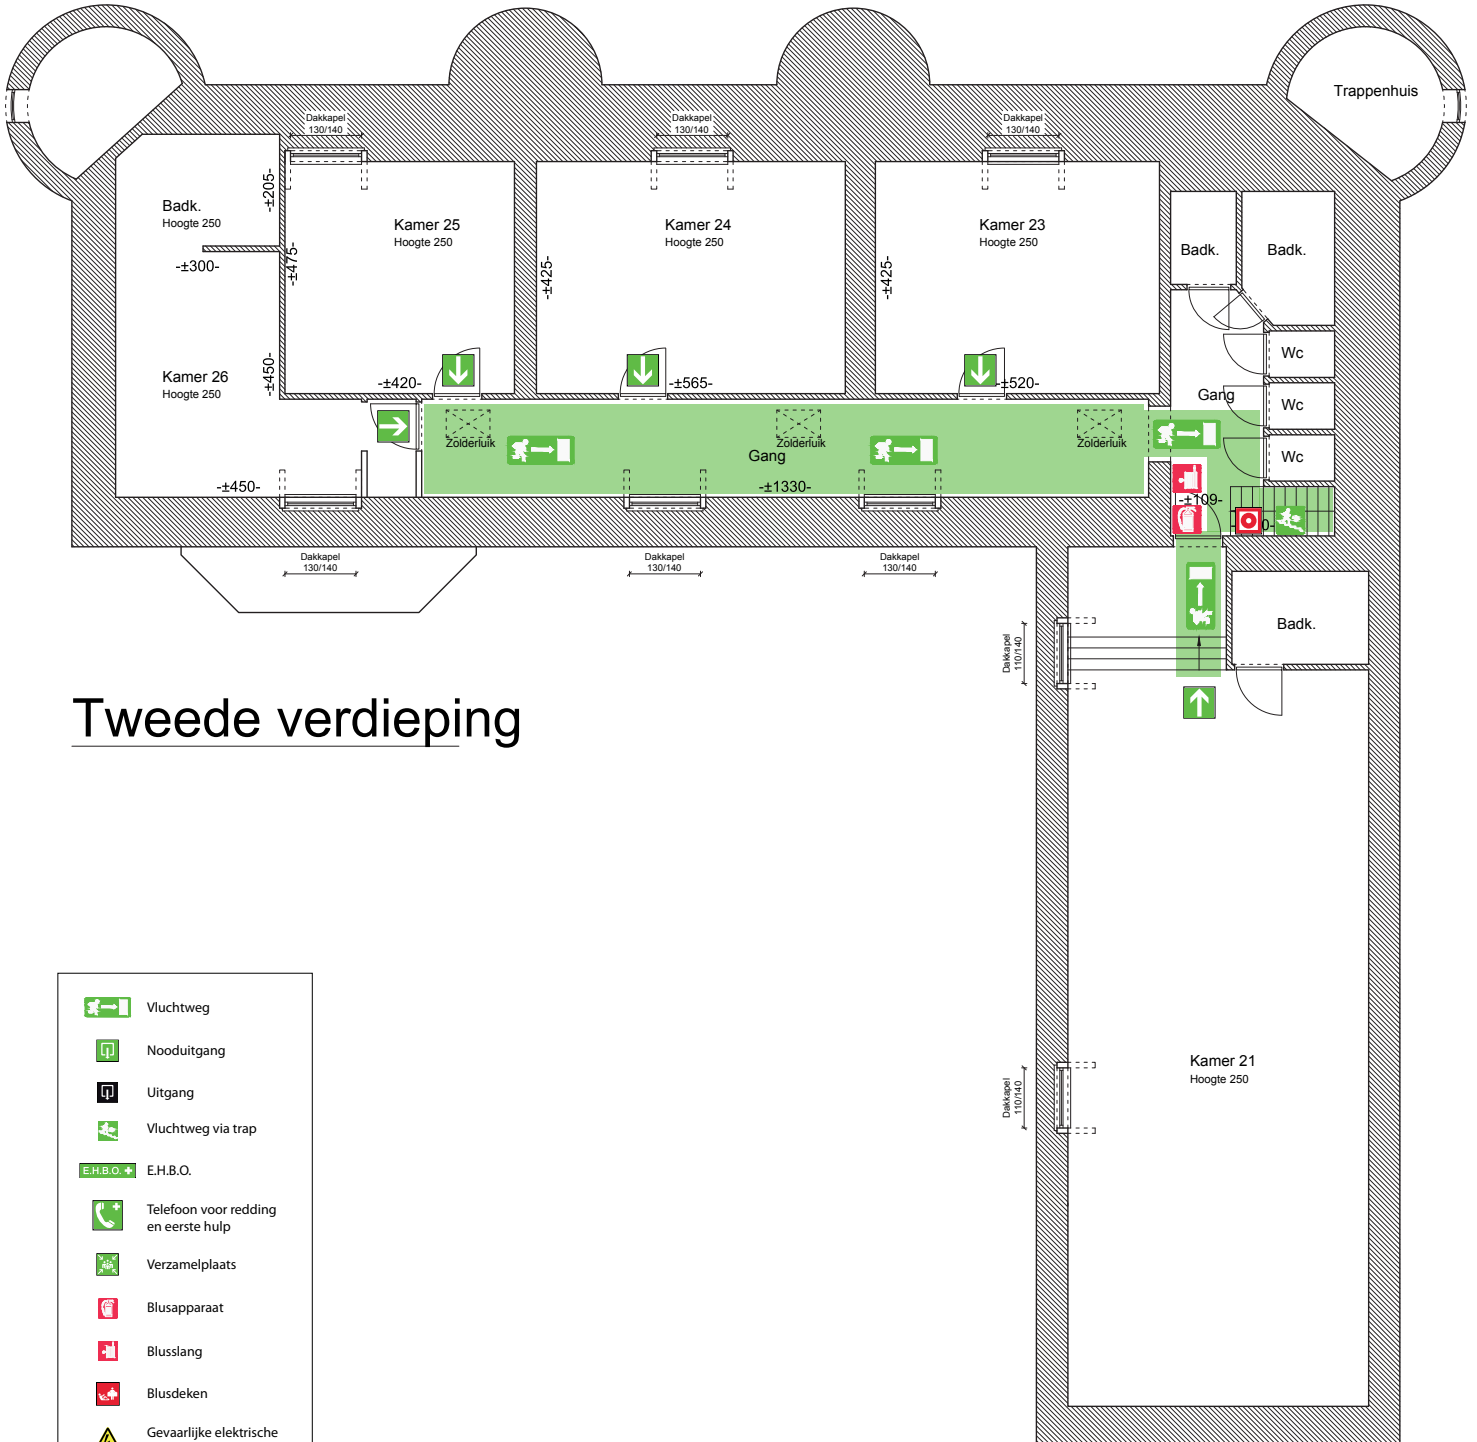 Trappenhuis
Dakkapel
130/140
Dakkapel
130/140
Dakkapel
130/140
Badk.
Hoogte 250
-±205-
-±300-
-±475-
Kamer 25
Hoogte 250
-±425-
Kamer 24
Hoogte 250
-±425-
Kamer 23
Hoogte 250
Badk.
Badk.
Kamer 26
Hoogte 250
-±450-
-±420-
-±565-
-±520-
Wc
Gang
Wc
Wc
Zolderluik
Zolderluik
Zolderluik
Gang
-±450-
-±1330-
-±109-
0-
Dakkapel
130/140
Dakkapel
130/140
Dakkapel
130/140
Badk.
Dakkapel
110/140
Tweede verdieping
Kamer 21
Hoogte 250
Dakkapel
110/140
Vluchtweg
Nooduitgang
Uitgang
Vluchtweg via trap
E.H.B.O. E.H.B.O.
Telefoon voor redding
en eerste hulp
Verzamelplaats
Blusapparaat
Blusslang
Blusdeken
Gevaarlijke elektrische